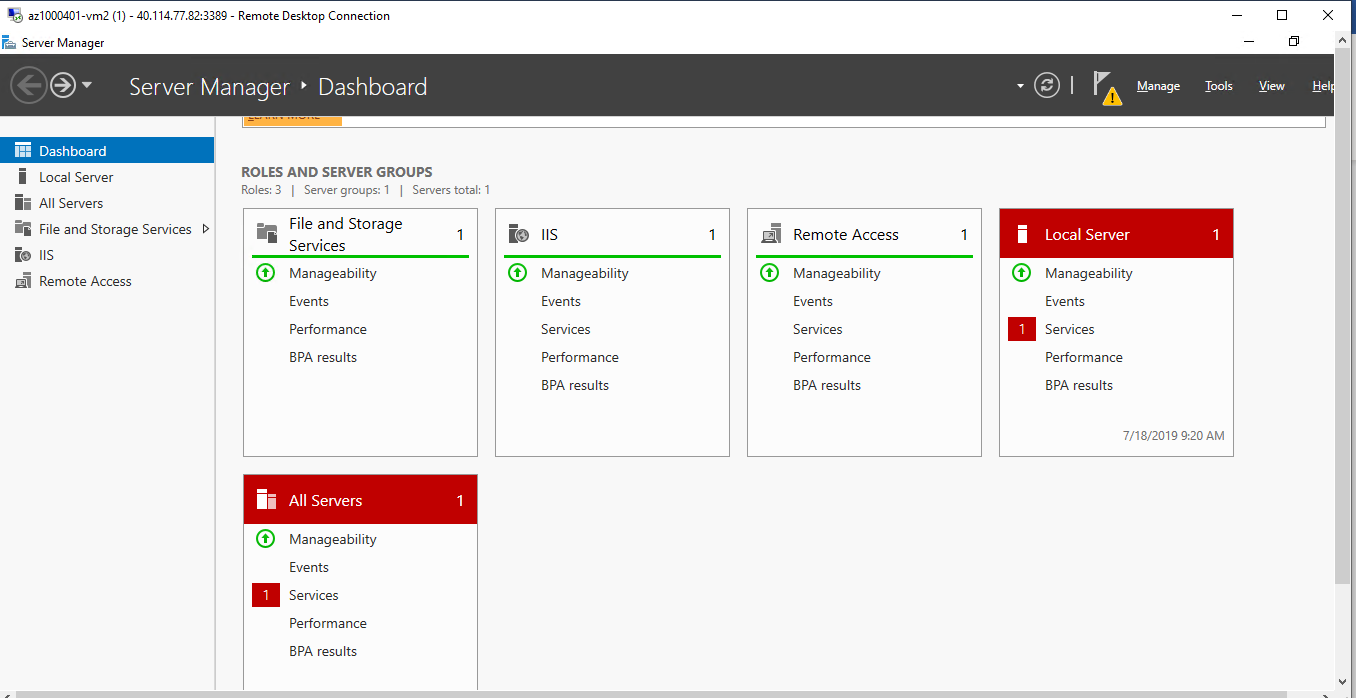 az1000401-vm2 (1) - 40.114.77.82:3389 - Remote Desktop Connection
Server Manager
Server Manager ‣ Dashboard
Manage Tools View Help
LEARN MORE
Dashboard
Local Server
All Servers
File and Storage Services
IIS
Remote Access
ROLES AND SERVER GROUPS
Roles: 3 | Server groups: 1 | Servers total: 1
File and Storage
Services 1
Manageability
Events
Performance
BPA results
IIS 1
Manageability
Events
Services
Performance
BPA results
Remote Access 1
Manageability
Events
Services
Performance
BPA results
Local Server 1
Manageability
Events
1 Services
Performance
BPA results
7/18/2019 9:20 AM
All Servers 1
Manageability
Events
1 Services
Performance
BPA results